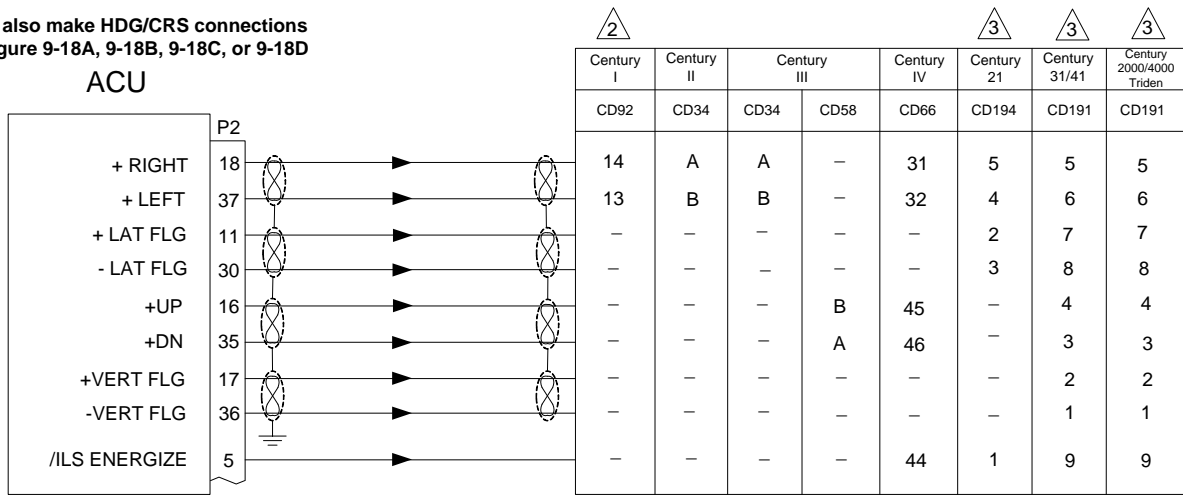 also make HDG/CRS connections
gure 9-18A, 9-18B, 9-18C, or 9-18D
ACU
2 3 3 3
Century I Century II Century III Century IV Century 21 Century 31/41 Century 2000/4000 Triden
CD92 CD34 CD34 CD58 CD66 CD194 CD191 CD191
P2
+ RIGHT 18 14 A A – 31 5 5 5
+ LEFT 37 13 B B – 32 4 6 6
+ LAT FLG 11 – – – – – 2 7 7
- LAT FLG 30 – – – – – 3 8 8
+UP 16 – – – B 45 – 4 4
+DN 35 – – – A 46 – 3 3
+VERT FLG 17 – – – – – – 2 2
-VERT FLG 36 – – – – – – 1 1
/ILS ENERGIZE 5 – – – – 44 1 9 9